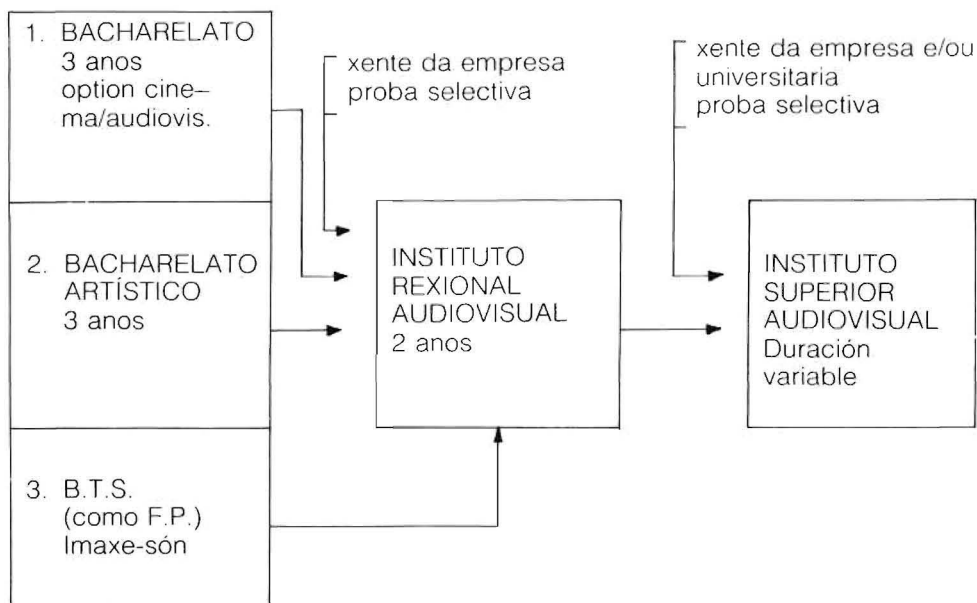 1. BACHARELATO
3 anos
option cine–
ma/audiovis.
2. BACHARELATO
ARTÍSTICO
3 anos
3. B.T.S.
(como F.P.)
Imaxe-són
xente da empresa
proba selectiva
INSTITUTO
REXIONAL
AUDIOVISUAL
2 anos
xente da empresa e/ou
universitaria
proba selectiva
INSTITUTO
SUPERIOR
AUDIOVISUAL
Duración
variable